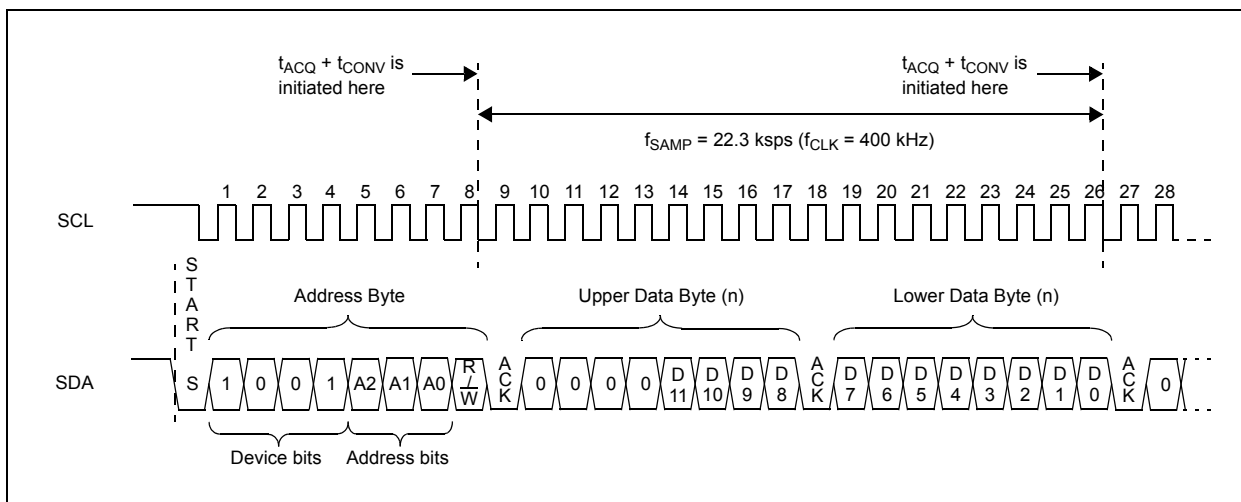 tACQ + tCONV is
initiated here
tACQ + tCONV is
initiated here
fSAMP = 22.3 ksps (fCLK = 400 kHz)
1 2 3 4 5 6 7 8 9 10 11 12 13 14 15 16 17 18 19 20 21 22 23 24 25 26 27 28
SCL
START
Address Byte
Upper Data Byte (n)
Lower Data Byte (n)
SDA
S 1 0 0 1 A2 A1 A0 R/W ACK 0 0 0 0 D11 D10 D9 D8 ACK D7 D6 D5 D4 D3 D2 D1 D0 ACK 0
Device bits
Address bits